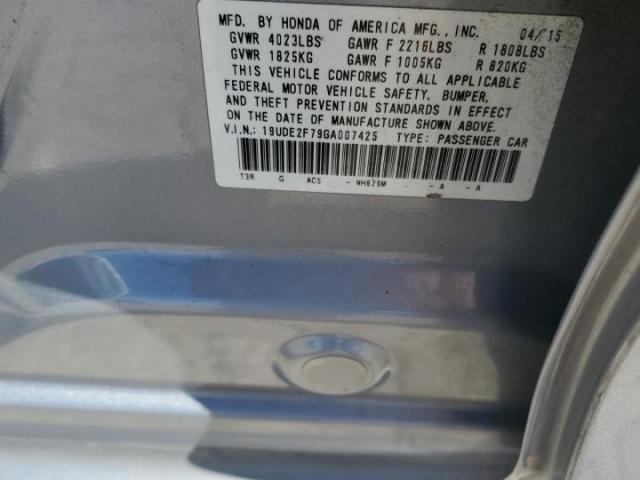 MFD. BY HONDA OF AMERICA MFG., INC. 04/15
GVWR 4023LBS GAWR F 2216LBS R 1808LBS
GVWR 1825KG GAWR F 1005KG R 820KG
THIS VEHICLE CONFORMS TO ALL APPLICABLE
FEDERAL MOTOR VEHICLE SAFETY, BUMPER,
AND THEFT PREVENTION STANDARDS IN EFFECT
ON THE DATE OF MANUFACTURE SHOWN ABOVE.
V.I.N.: 19UDE2F79GA007425 TYPE: PASSENGER CAR
T3R G AC5 - NH829M - A - A